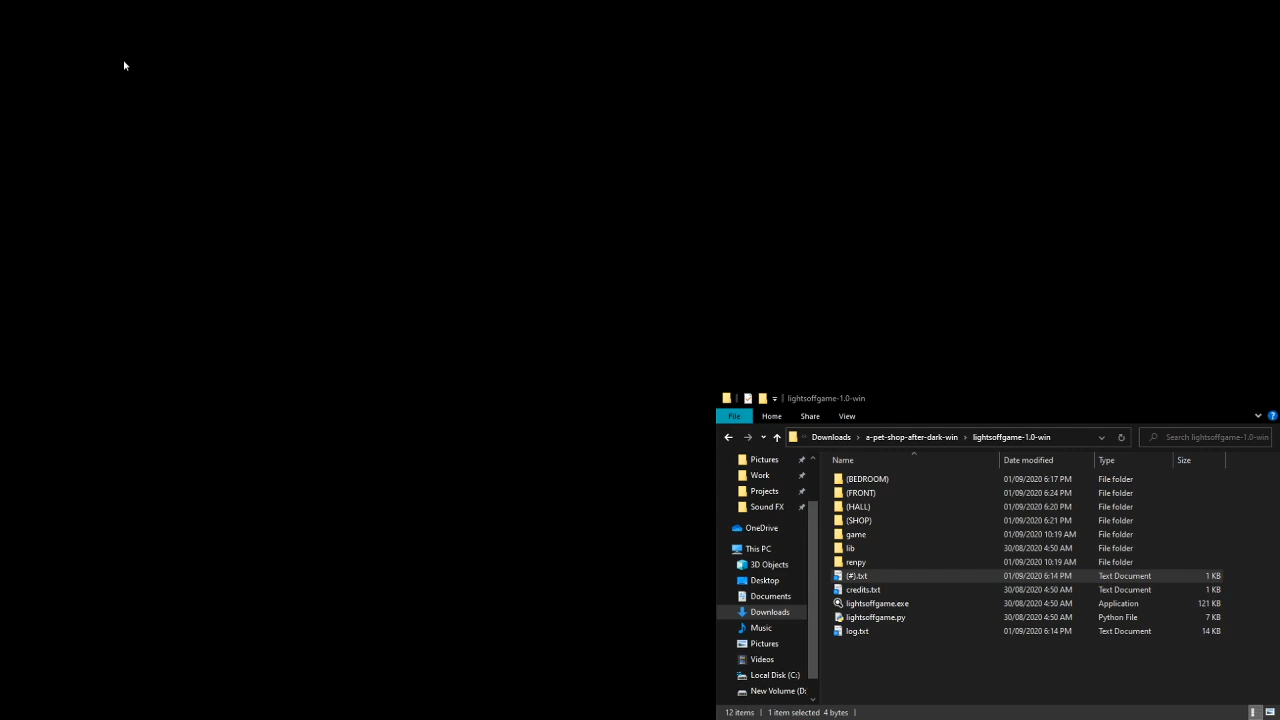 lightsoffgame-1.0-win
File Home Share View
Downloads a-pet-shop-after-dark-win lightsoffgame-1.0-win Search lightsoffgame-1.0-win
Name Date modified Type Size
Pictures
Work
Projects
Sound FX
OneDrive
This PC
3D Objects
Desktop
Documents
Downloads
Music
Pictures
Videos
Local Disk (C:)
New Volume (D:
(BEDROOM) 01/09/2020 6:17 PM File folder
(FRONT) 01/09/2020 6:24 PM File folder
(HALL) 01/09/2020 6:20 PM File folder
(SHOP) 01/09/2020 6:21 PM File folder
game 01/09/2020 10:19 AM File folder
lib 30/08/2020 4:50 AM File folder
renpy 01/09/2020 10:19 AM File folder
(#).txt 01/09/2020 6:14 PM Text Document 1 KB
credits.txt 30/08/2020 4:50 AM Text Document 1 KB
lightsoffgame.exe 30/08/2020 4:50 AM Application 121 KB
lightsoffgame.py 30/08/2020 4:50 AM Python File 7 KB
log.txt 01/09/2020 6:14 PM Text Document 14 KB
12 items 1 item selected 4 bytes